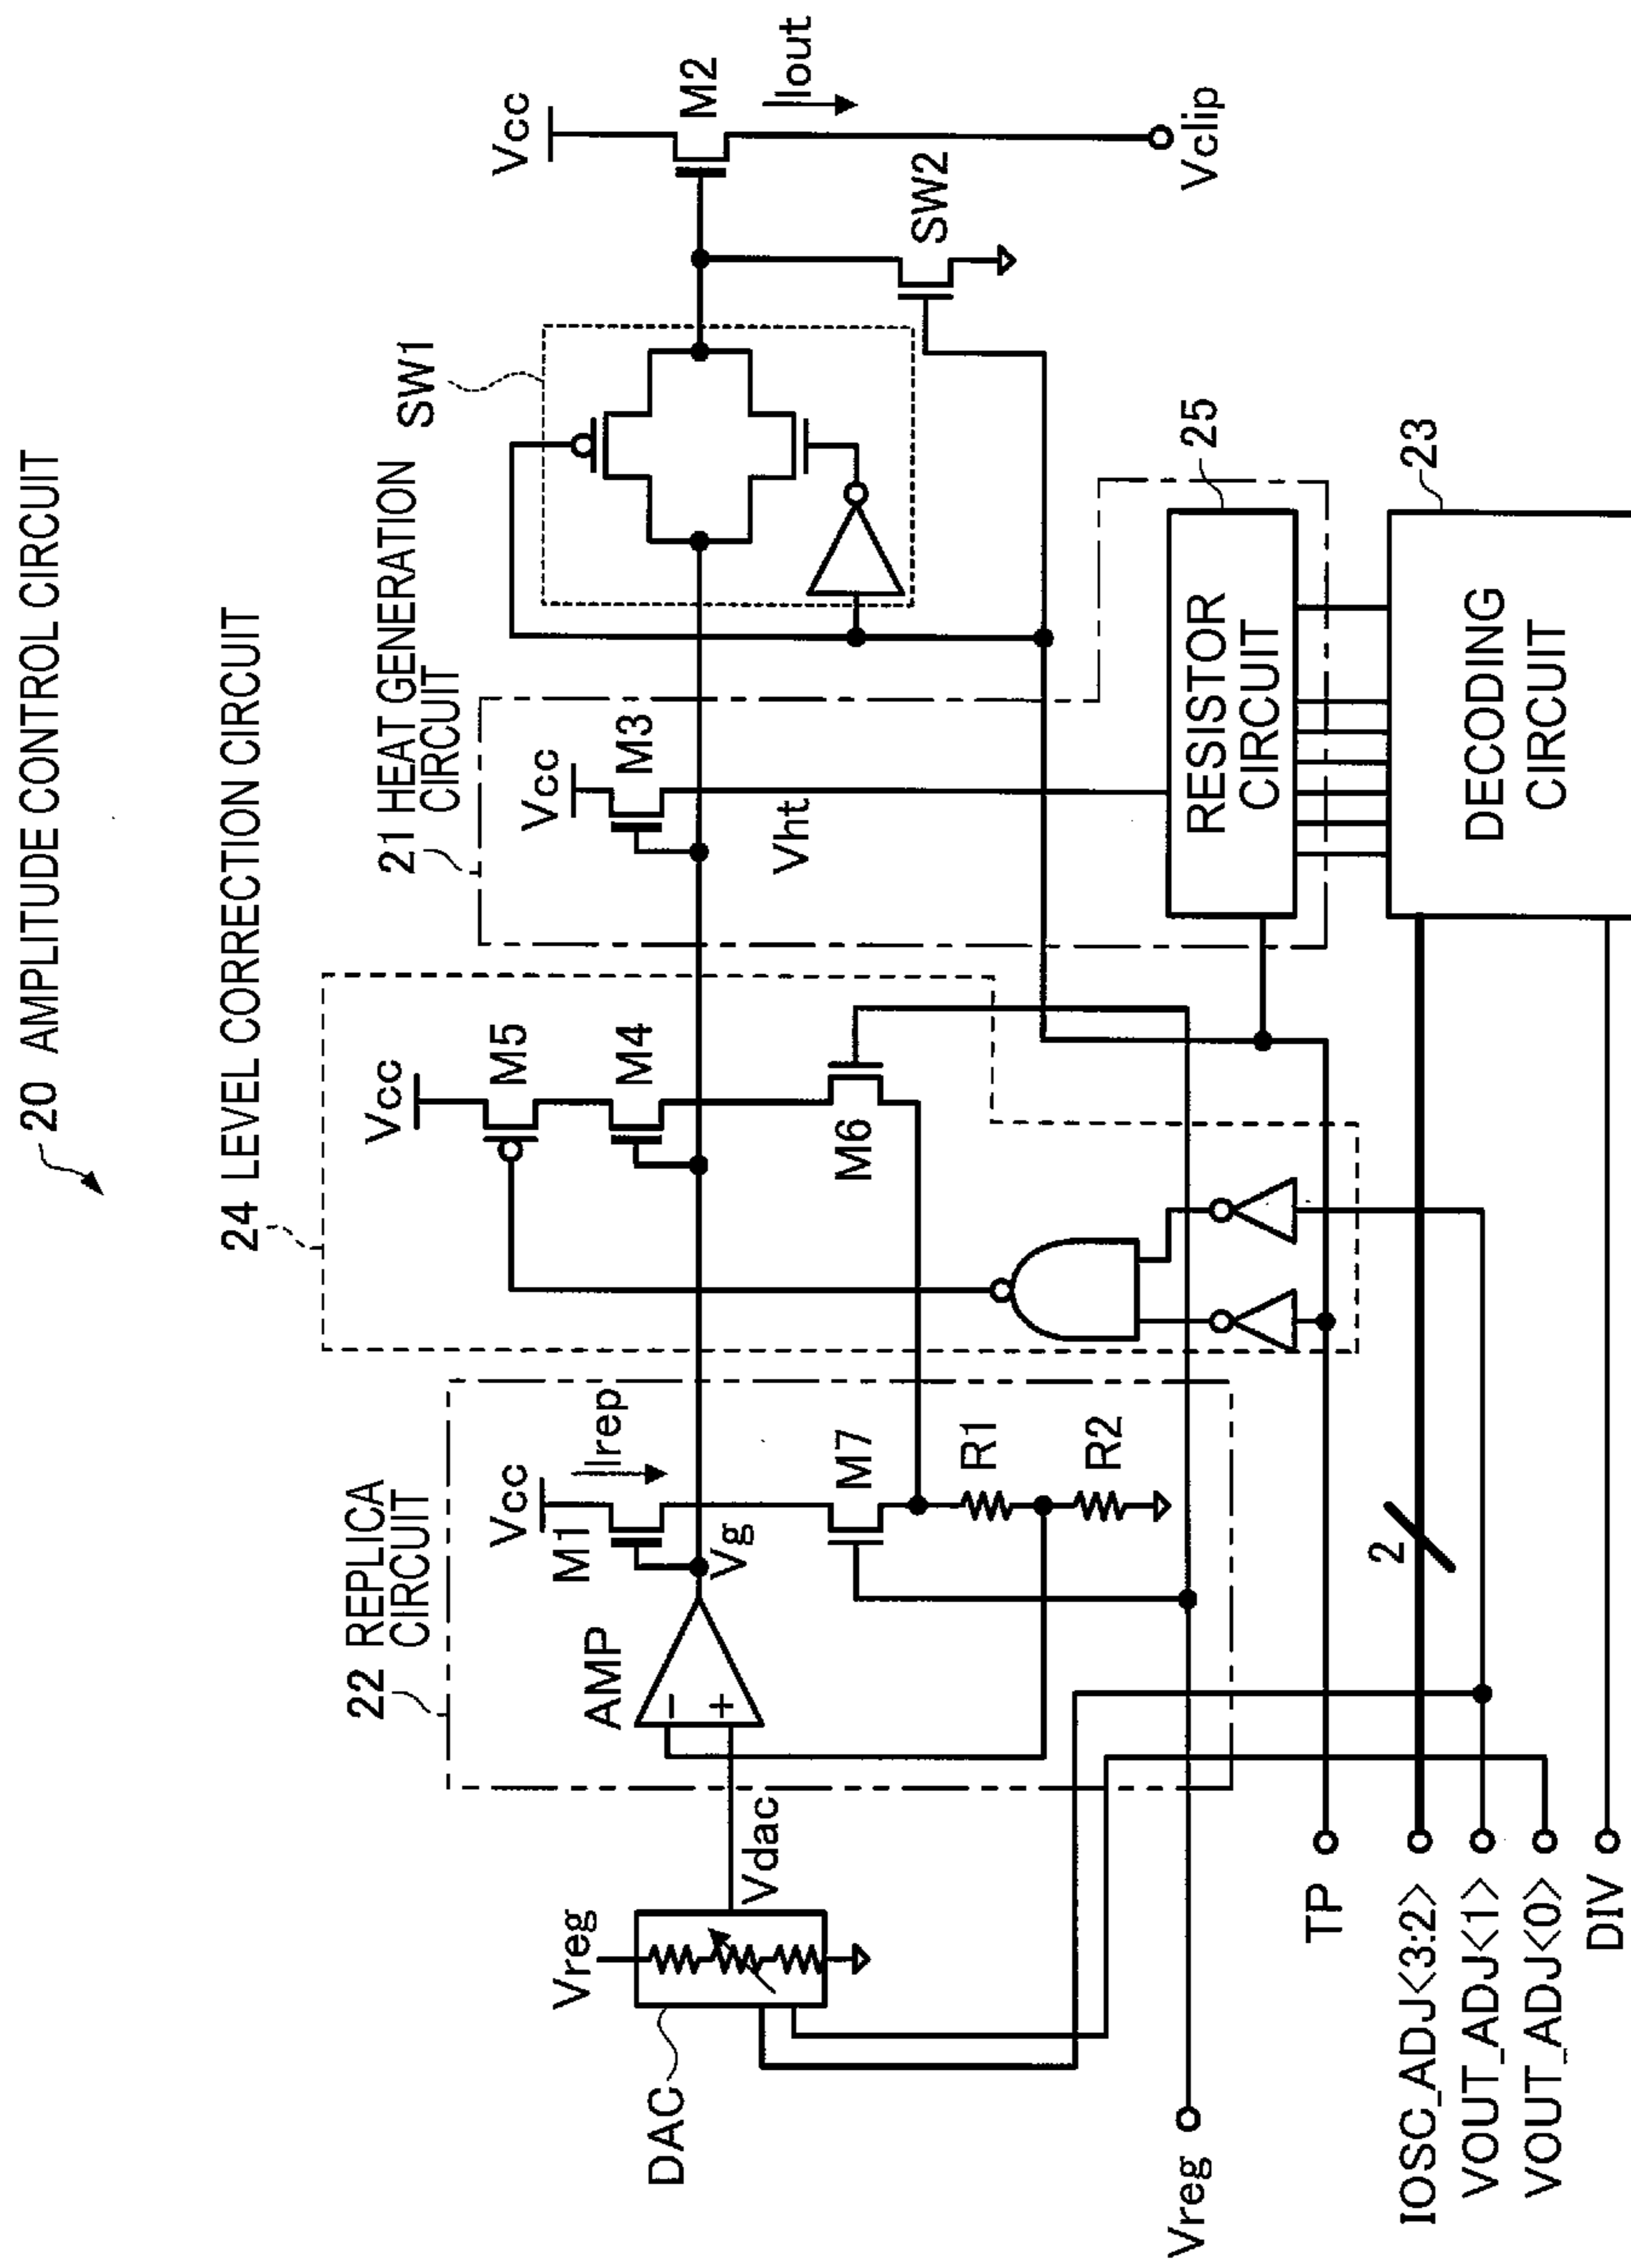 20 AMPLITUDE CONTROL CIRCUIT
24 LEVEL CORRECTION CIRCUIT
22 REPLICA
CIRCUIT
21 HEAT GENERATION
CIRCUIT
SW1
Vcc
M5
M4
M6
Vcc
M1
Irep
Vg
AMP
−
+
M7
R1
R2
Vcc
M3
Vht
Vcc
M2
Iout
SW2
Vclip
Vreg
Vdac
DAC
RESISTOR
CIRCUIT
25
DECODING
CIRCUIT
23
2
Vreg
TP
IOSC_ADJ<3:2>
VOUT_ADJ<1>
VOUT_ADJ<0>
DIV